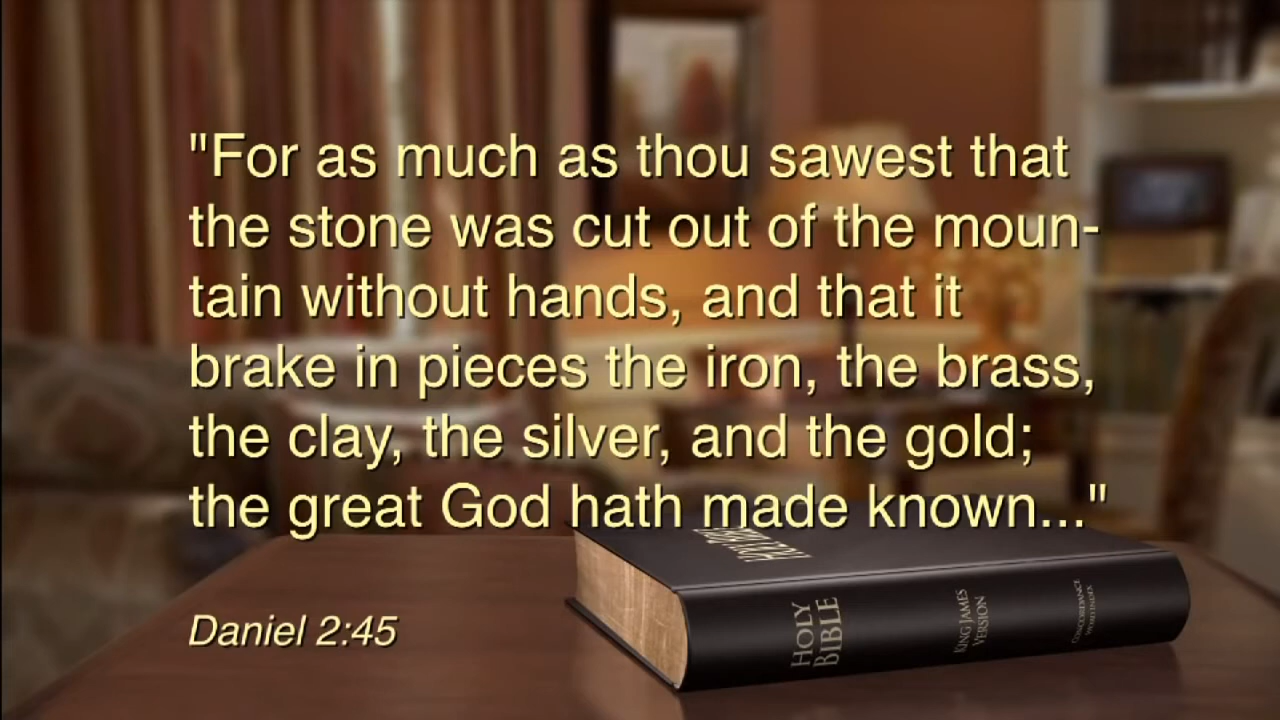 "For as much as thou sawest that
the stone was cut out of the moun-
tain without hands, and that it
brake in pieces the iron, the brass,
the clay, the silver, and the gold;
the great God hath made known..."
Daniel 2:45
HOLY
BIBLE
KING JAMES
VERSION
CONCORDANCE